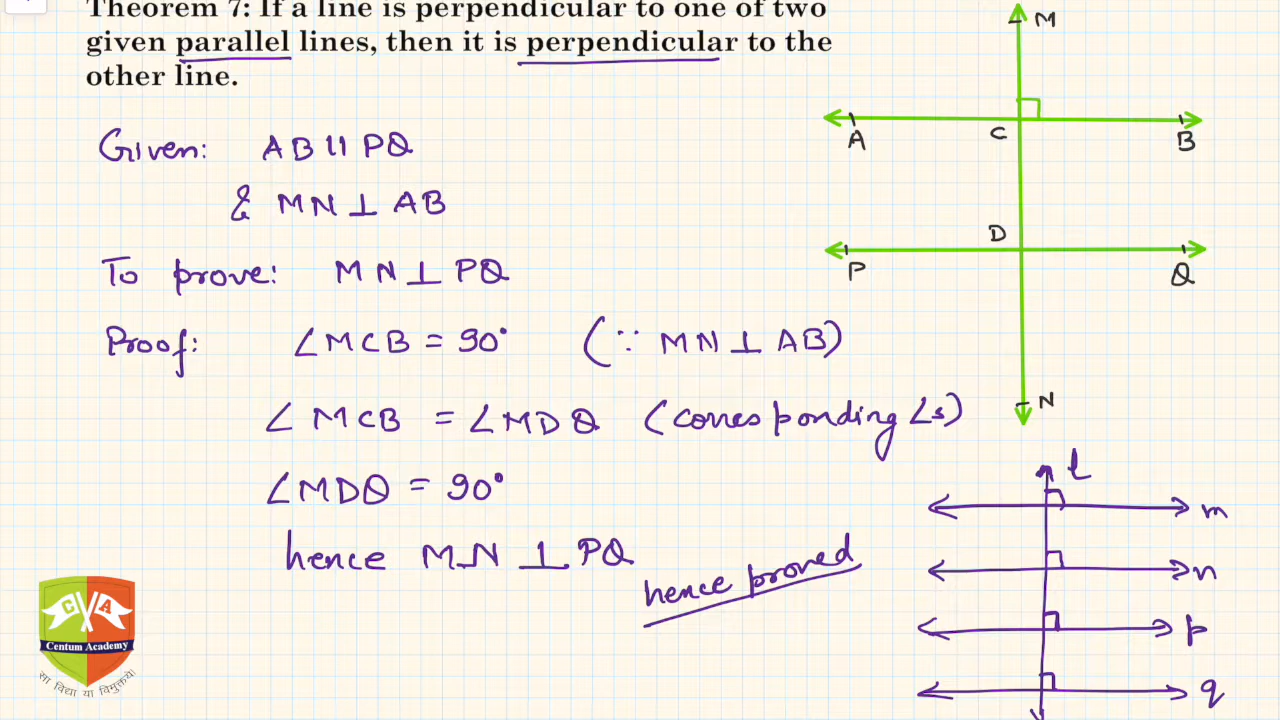 Theorem 7: If a line is perpendicular to one of two
given parallel lines, then it is perpendicular to the
other line.
Given: AB || PQ
& MN ⊥ AB
To prove: MN ⊥ PQ
Proof: ∠MCB = 90° (∵ MN ⊥ AB)
∠MCB = ∠MDQ (corresponding ∠s)
∠MDQ = 90°
hence MN ⊥ PQ
hence proved
M
A C B
D
P Q
N
l
m
n
p
q
C A
Centum Academy
सा विद्या या विमुक्तये।